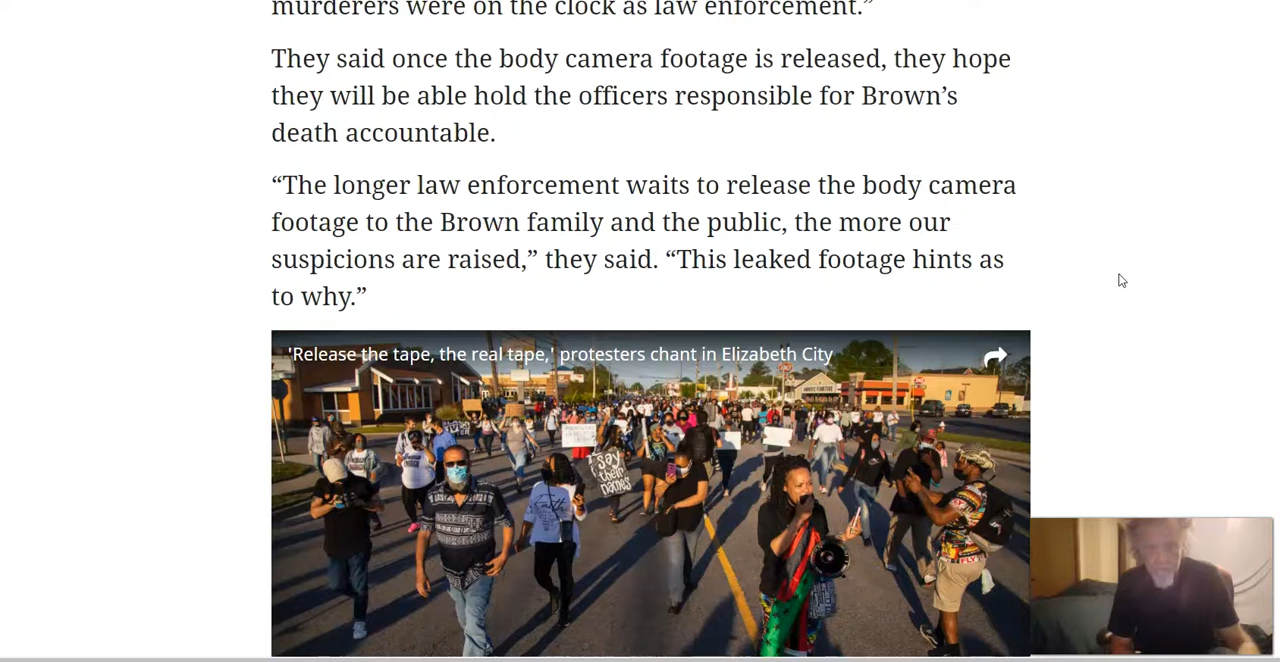 murderers were on the clock as law enforcement.”
They said once the body camera footage is released, they hope
they will be able hold the officers responsible for Brown’s
death accountable.
“The longer law enforcement waits to release the body camera
footage to the Brown family and the public, the more our
suspicions are raised,” they said. “This leaked footage hints as
to why.”
'Release the tape, the real tape,' protesters chant in Elizabeth City
say
their
names